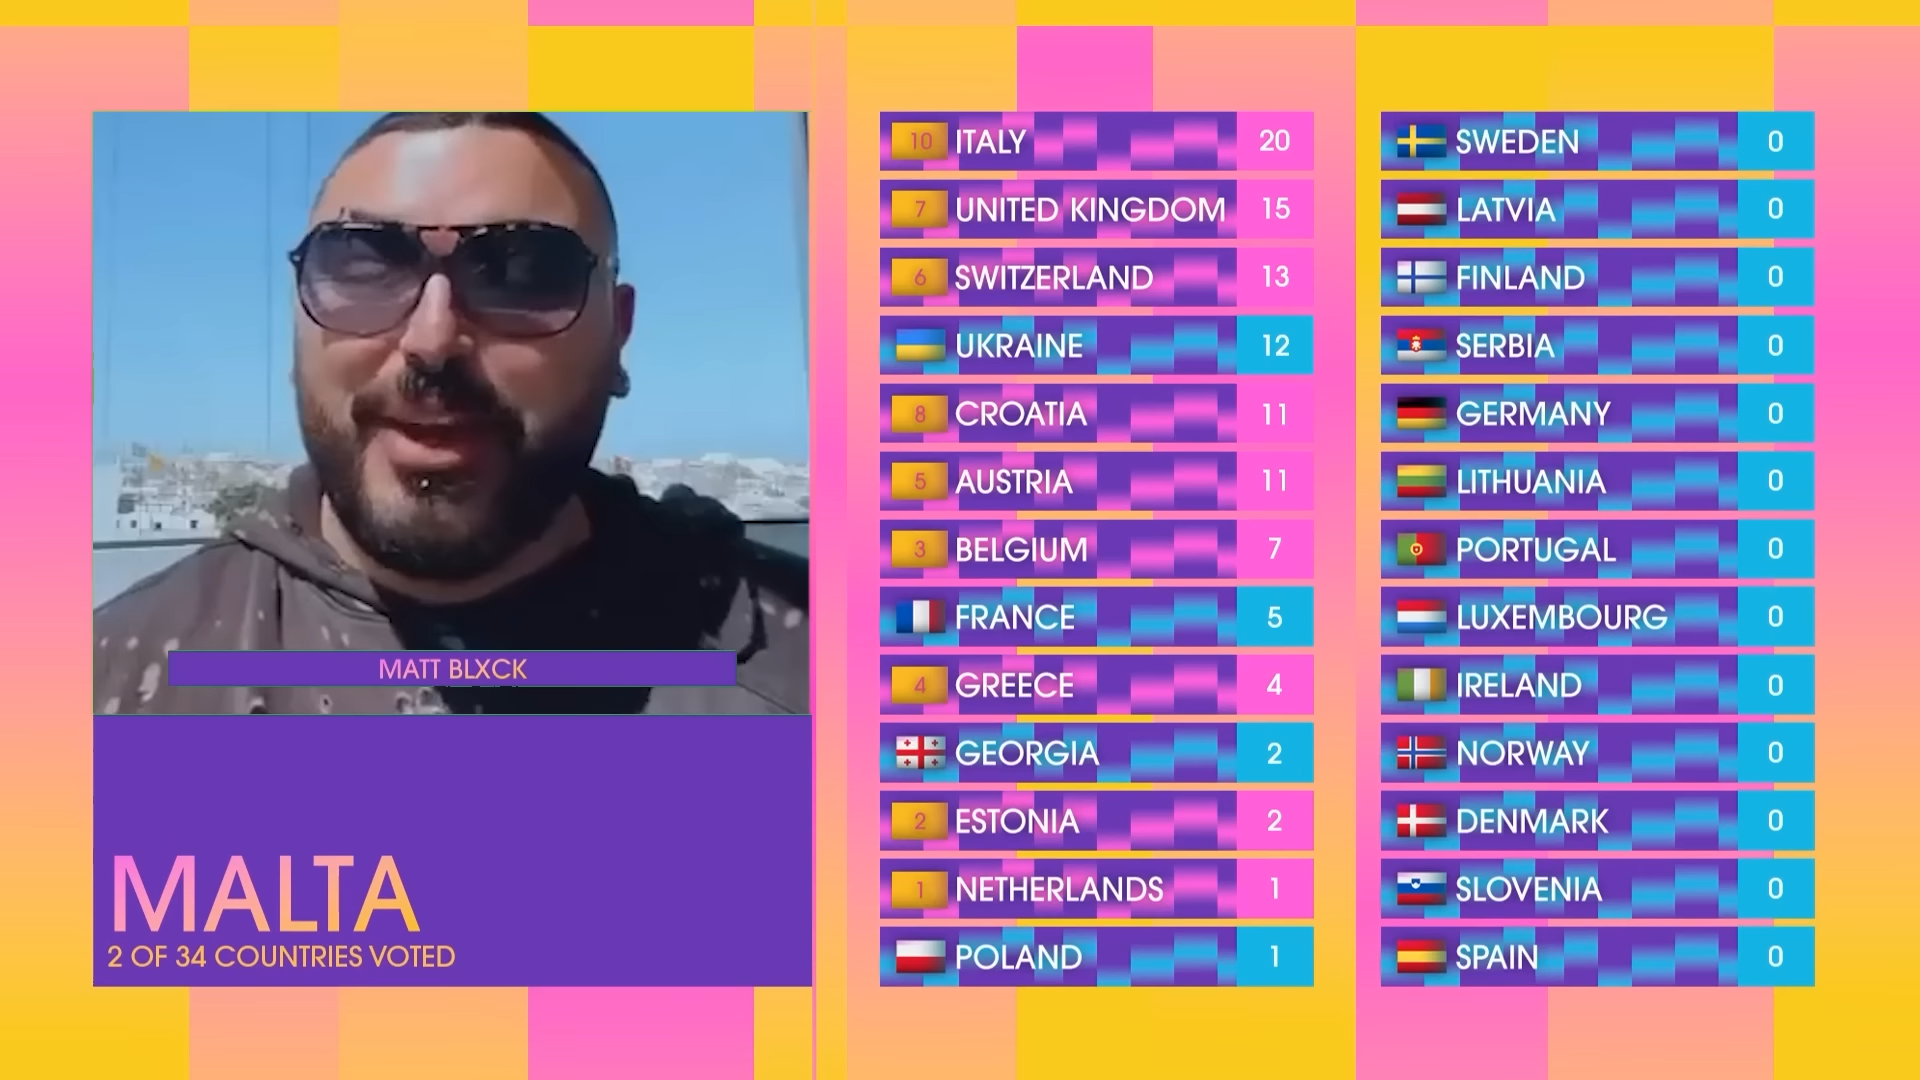 MATT BLXCK
MALTA
2 OF 34 COUNTRIES VOTED
10 ITALY 20
7 UNITED KINGDOM 15
6 SWITZERLAND 13
UKRAINE 12
8 CROATIA 11
5 AUSTRIA 11
3 BELGIUM 7
FRANCE 5
4 GREECE 4
GEORGIA 2
2 ESTONIA 2
1 NETHERLANDS 1
POLAND 1
SWEDEN 0
LATVIA 0
FINLAND 0
SERBIA 0
GERMANY 0
LITHUANIA 0
PORTUGAL 0
LUXEMBOURG 0
IRELAND 0
NORWAY 0
DENMARK 0
SLOVENIA 0
SPAIN 0